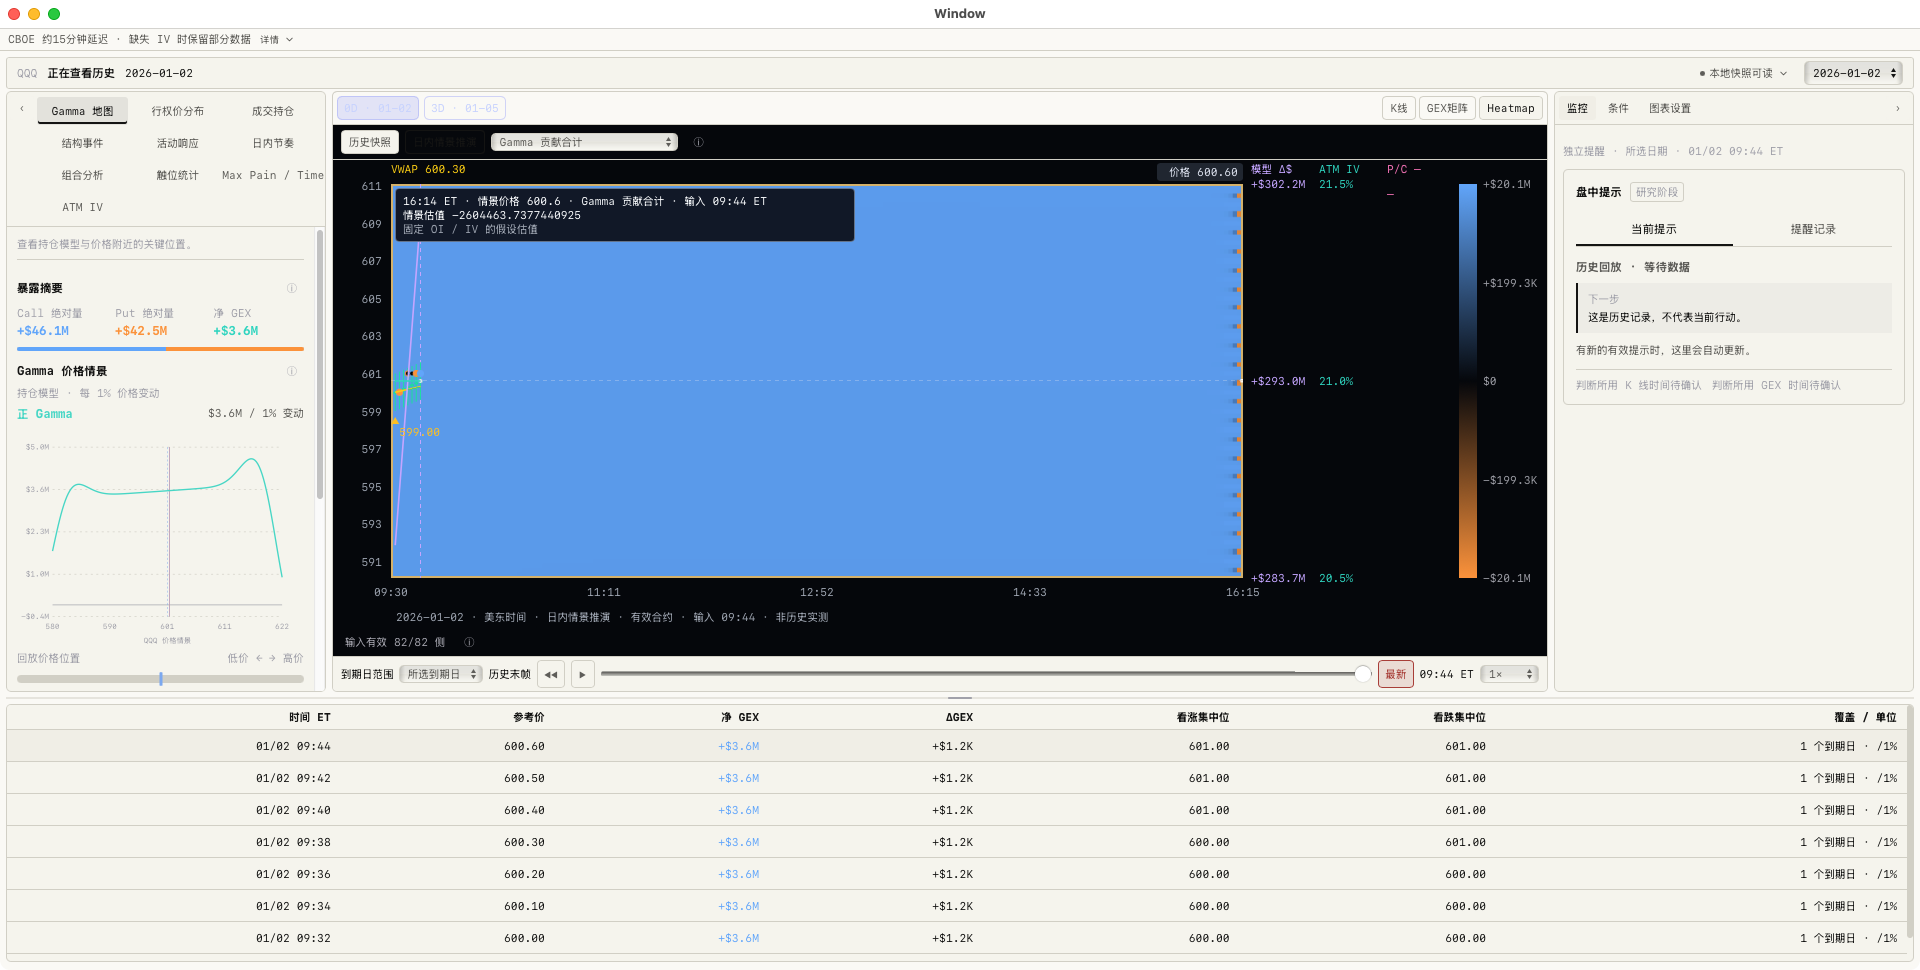 Window
CBOE 约15分钟延迟 · 缺失 IV 时保留部分数据 详情
QQQ 正在查看历史 2026-01-02
本地快照可读
2026-01-02
Gamma 地图 行权价分布 成交持仓
结构事件 活动响应 日内节奏
组合分析 触位统计 Max Pain / Time
ATM IV
查看持仓模型与价格附近的关键位置。
暴露摘要
Call 绝对量 Put 绝对量 净 GEX
+$46.1M +$42.5M +$3.6M
Gamma 价格情景
持仓模型 · 每 1% 价格变动
正 Gamma $3.6M / 1% 变动
$5.0M
$3.6M
$2.3M
$1.0M
−$0.4M
580 590 601 611 622
QQQ 价格情景
回放价格位置 低价 ← → 高价
0D · 01-02 3D · 01-05
K线 GEX矩阵 Heatmap
历史快照 日内情景推演 Gamma 贡献合计
VWAP 600.30
价格 600.60
模型 Δ$ ATM IV P/C —
+$302.2M 21.5% —
+$293.0M 21.0%
+$283.7M 20.5%
16:14 ET · 情景价格 600.6 · Gamma 贡献合计 · 输入 09:44 ET
情景估值 −2604463.7377440925
固定 OI / IV 的假设估值
611
609
607
605
603
601
599
597
595
593
591
599.00
09:30 11:11 12:52 14:33 16:15
+$20.1M
+$199.3K
$0
−$199.3K
−$20.1M
2026-01-02 · 美东时间 · 日内情景推演 · 有效合约 · 输入 09:44 · 非历史实测
输入有效 82/82 侧
到期日范围 所选到期日 历史末帧 最新 09:44 ET 1×
监控 条件 图表设置
独立提醒 · 所选日期 · 01/02 09:44 ET
盘中提示 研究阶段
当前提示 提醒记录
历史回放 · 等待数据
下一步
这是历史记录，不代表当前行动。
有新的有效提示时，这里会自动更新。
判断所用 K 线时间待确认 判断所用 GEX 时间待确认
时间 ET 参考价 净 GEX ΔGEX 看涨集中位 看跌集中位 覆盖 / 单位
01/02 09:44 600.60 +$3.6M +$1.2K 601.00 601.00 1 个到期日 · /1%
01/02 09:42 600.50 +$3.6M +$1.2K 601.00 601.00 1 个到期日 · /1%
01/02 09:40 600.40 +$3.6M +$1.2K 601.00 601.00 1 个到期日 · /1%
01/02 09:38 600.30 +$3.6M +$1.2K 600.00 601.00 1 个到期日 · /1%
01/02 09:36 600.20 +$3.6M +$1.2K 600.00 600.00 1 个到期日 · /1%
01/02 09:34 600.10 +$3.6M +$1.2K 600.00 600.00 1 个到期日 · /1%
01/02 09:32 600.00 +$3.6M +$1.2K 600.00 600.00 1 个到期日 · /1%